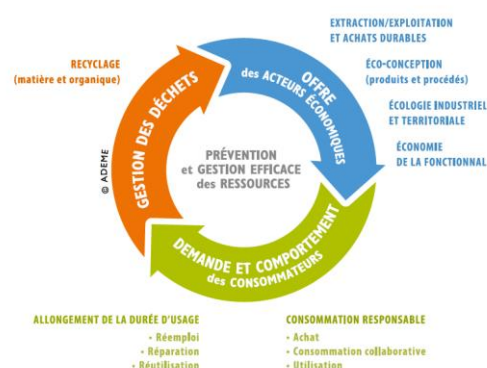 EXTRACTION/EXPLOITATION
ET ACHATS DURABLES
RECYCLAGE
(matière et organique)
ÉCO-CONCEPTION
(produits et procédés)
ÉCOLOGIE INDUSTRIEL
ET TERRITORIALE
ÉCONOMIE
DE LA FONCTIONNAL
OFFRE
des ACTEURS ÉCONOMIQUES
GESTION DES DÉCHETS
PRÉVENTION
et GESTION EFFICACE
des RESSOURCES
© ADEME
DEMANDE ET COMPORTEMENT
des CONSOMMATEURS
ALLONGEMENT DE LA DURÉE D'USAGE
• Réemploi
• Réparation
• Réutilisation
CONSOMMATION RESPONSABLE
• Achat
• Consommation collaborative
• Utilisation